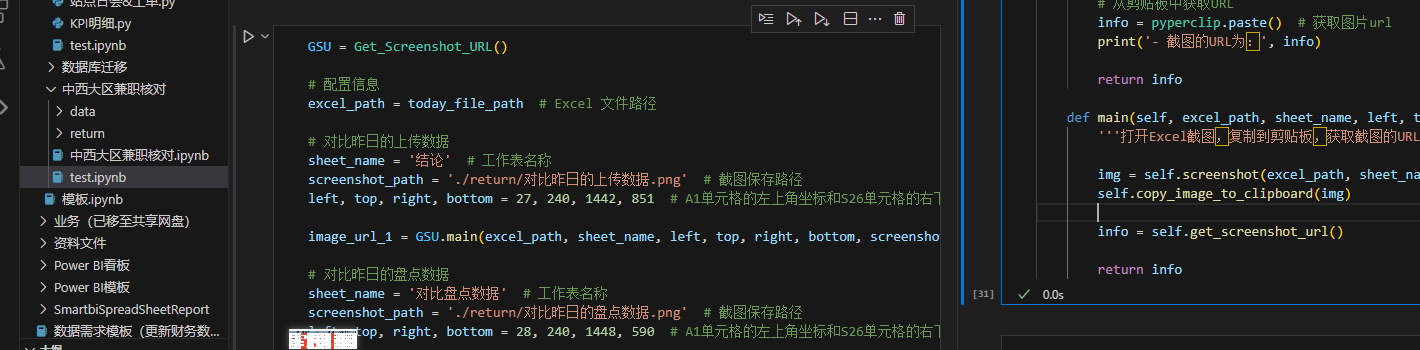 站点日会&工单.py
KPI明细.py
test.ipynb
数据库迁移
中西大区兼职核对
data
return
中西大区兼职核对.ipynb
test.ipynb
模板.ipynb
业务（已移至共享网盘）
资料文件
Power BI看板
Power BI模板
SmartbiSpreadSheetReport
数据需求模板（更新财务数...
GSU = Get_Screenshot_URL()
# 配置信息
excel_path = today_file_path # Excel 文件路径
# 对比昨日的上传数据
sheet_name = '结论' # 工作表名称
screenshot_path = './return/对比昨日的上传数据.png' # 截图保存路径
left, top, right, bottom = 27, 240, 1442, 851 # A1单元格的左上角坐标和S26单元格的右下
image_url_1 = GSU.main(excel_path, sheet_name, left, top, right, bottom, screenshot
# 对比昨日的盘点数据
sheet_name = '对比盘点数据' # 工作表名称
screenshot_path = './return/对比昨日的盘点数据.png' # 截图保存路径
top, right, bottom = 28, 240, 1448, 590 # A1单元格的左上角坐标和S26单元格的右下
# 从剪贴板中获取URL
info = pyperclip.paste() # 获取图片url
print('- 截图的URL为：', info)
return info
def main(self, excel_path, sheet_name, left, t
'''打开Excel截图，复制到剪贴板，获取截图的URL
img = self.screenshot(excel_path, sheet_na
self.copy_image_to_clipboard(img)
info = self.get_screenshot_url()
return info
[31] 0.0s